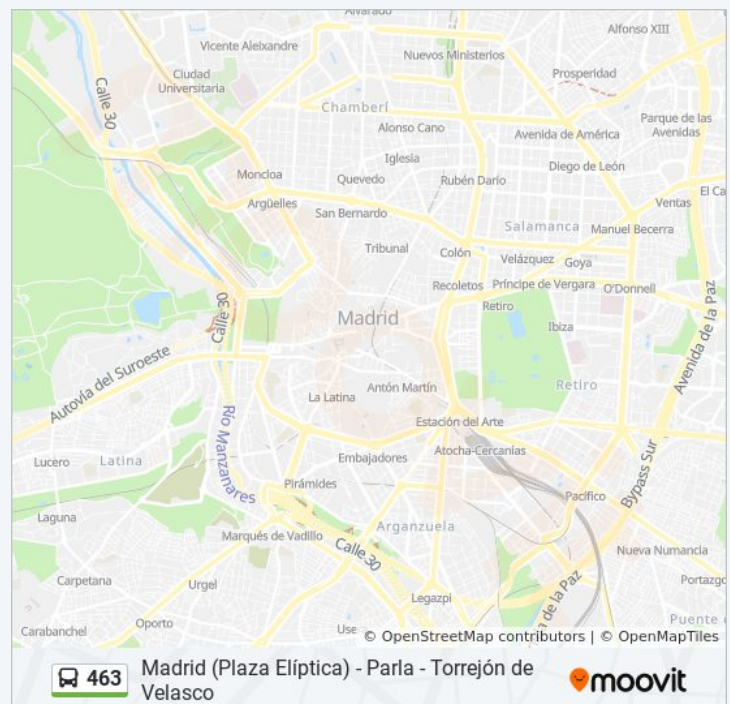 Alvarado
Alfonso XIII
Vicente Aleixandre
Nuevos Ministerios
Ciudad
Universitaria
Prosperidad
Calle 30
Chamberí
Parque de las
Avenidas
Alonso Cano
Avenida de América
Iglesia
Diego de León
Moncloa
Quevedo
Rubén Darío
El Ca
Argüelles
San Bernardo
Ventas
Salamanca
Manuel Becerra
Tribunal
Colón
Velázquez
Goya
Recoletos
Príncipe de Vergara
O'Donnell
Retiro
Calle 30
Madrid
Ibiza
Avenida de la Paz
Autovía del Suroeste
Antón Martín
Retiro
La Latina
Estación del Arte
Río Manzanares
Atocha-Cercanías
Lucero
Latina
Embajadores
Bypass Sur
Pirámides
Pacífico
Laguna
Arganzuela
Marqués de Vadillo
Calle 30
Nueva Numancia
Carpetana
Urgel
Portazgo
Legazpi
a de la Paz
Oporto
Puente
Carabanchel
Use
© OpenStreetMap contributors | © OpenMapTiles
463
Madrid (Plaza Elíptica) - Parla - Torrejón de
Velasco
moovit